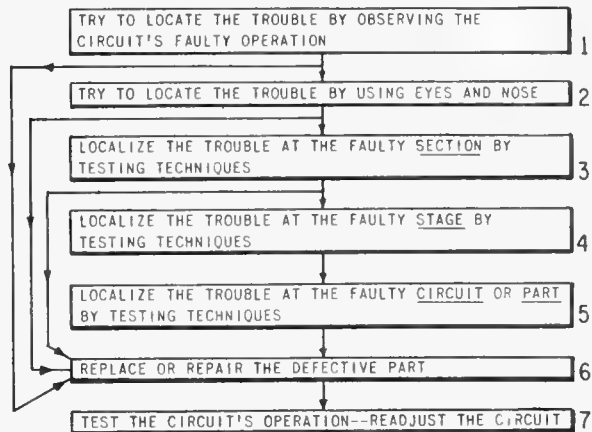 TRY TO LOCATE THE TROUBLE BY OBSERVING THE
CIRCUIT'S FAULTY OPERATION
1
TRY TO LOCATE THE TROUBLE BY USING EYES AND NOSE
2
LOCALIZE THE TROUBLE AT THE FAULTY SECTION BY
TESTING TECHNIQUES
3
LOCALIZE THE TROUBLE AT THE FAULTY STAGE BY
TESTING TECHNIQUES
4
LOCALIZE THE TROUBLE AT THE FAULTY CIRCUIT OR PART
BY TESTING TECHNIQUES
5
REPLACE OR REPAIR THE DEFECTIVE PART
6
TEST THE CIRCUIT'S OPERATION--READJUST THE CIRCUIT
7